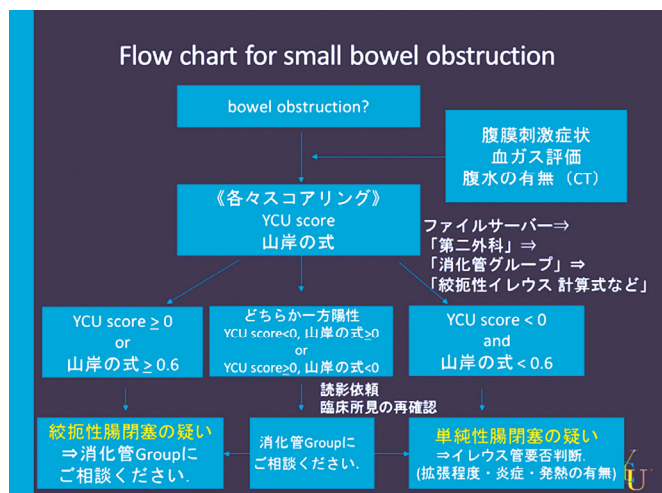 Flow chart for small bowel obstruction
bowel obstruction?
腹膜刺激症状
血ガス評価
腹水の有無（CT）
《各々スコアリング》
YCU score
山岸の式
ファイルサーバー⇒
「第二外科」⇒
「消化管グループ」⇒
「絞扼性イレウス 計算式など」
YCU score ≥ 0
or
山岸の式 ≥ 0.6
どちらか一方陽性
YCU score<0, 山岸の式≥0
or
YCU score≥0, 山岸の式<0
YCU score < 0
and
山岸の式 < 0.6
読影依頼
臨床所見の再確認
絞扼性腸閉塞の疑い
⇒消化管Groupに
ご相談ください.
消化管Groupに
ご相談ください.
単純性腸閉塞の疑い
⇒イレウス管要否判断.
(拡張程度・炎症・発熱の有無)